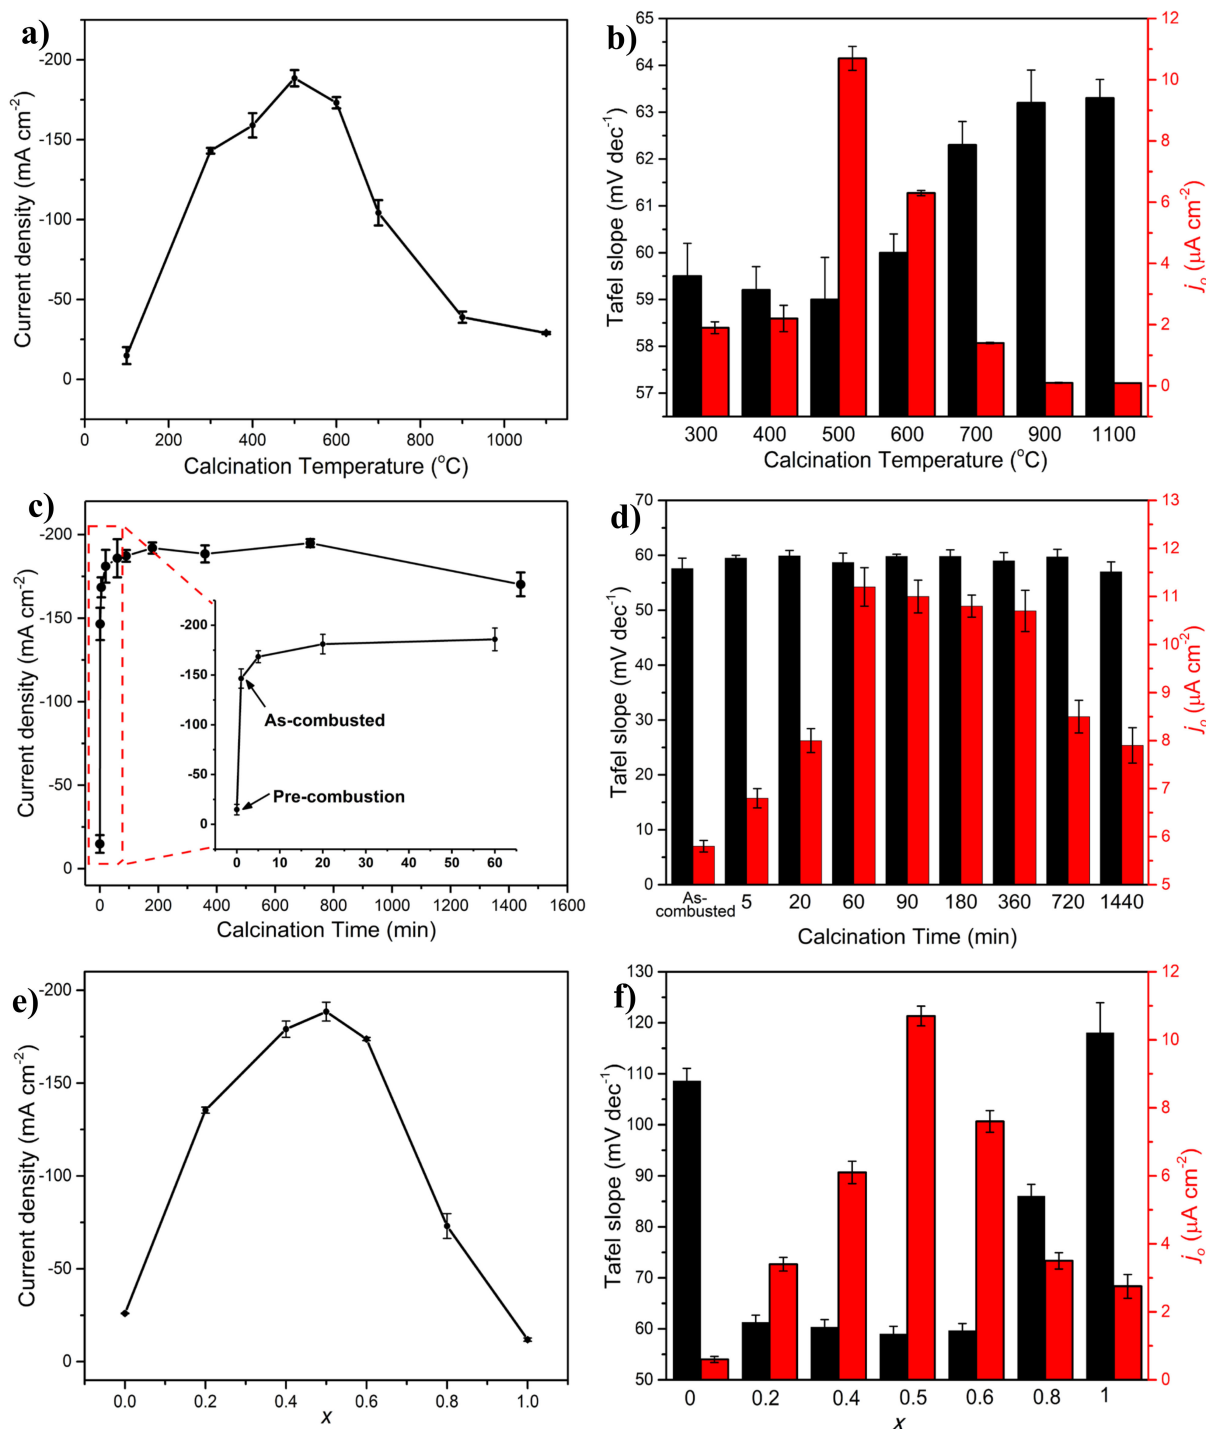 a)
-200
-150
-100
-50
0
0 200 400 600 800 1000
Current density (mA cm-2)
Calcination Temperature (oC)
b)
65
64
63
62
61
60
59
58
57
Tafel slope (mV dec-1)
12
10
8
6
4
2
0
jo (μA cm-2)
300 400 500 600 700 900 1100
Calcination Temperature (oC)
c)
-200
-150
-100
-50
0
Current density (mA cm-2)
-200
-150
-100
-50
0
As-combusted
Pre-combustion
0 10 20 30 40 50 60
0 200 400 600 800 1000 1200 1400 1600
Calcination Time (min)
d)
70
60
50
40
30
20
10
0
Tafel slope (mV dec-1)
13
12
11
10
9
8
7
6
5
jo (μA cm-2)
As-
combusted 5 20 60 90 180 360 720 1440
Calcination Time (min)
e)
-200
-150
-100
-50
0
Current density (mA cm-2)
0.0 0.2 0.4 0.6 0.8 1.0
x
f)
130
120
110
100
90
80
70
60
50
Tafel slope (mV dec-1)
12
10
8
6
4
2
0
jo (μA cm-2)
0 0.2 0.4 0.5 0.6 0.8 1
x